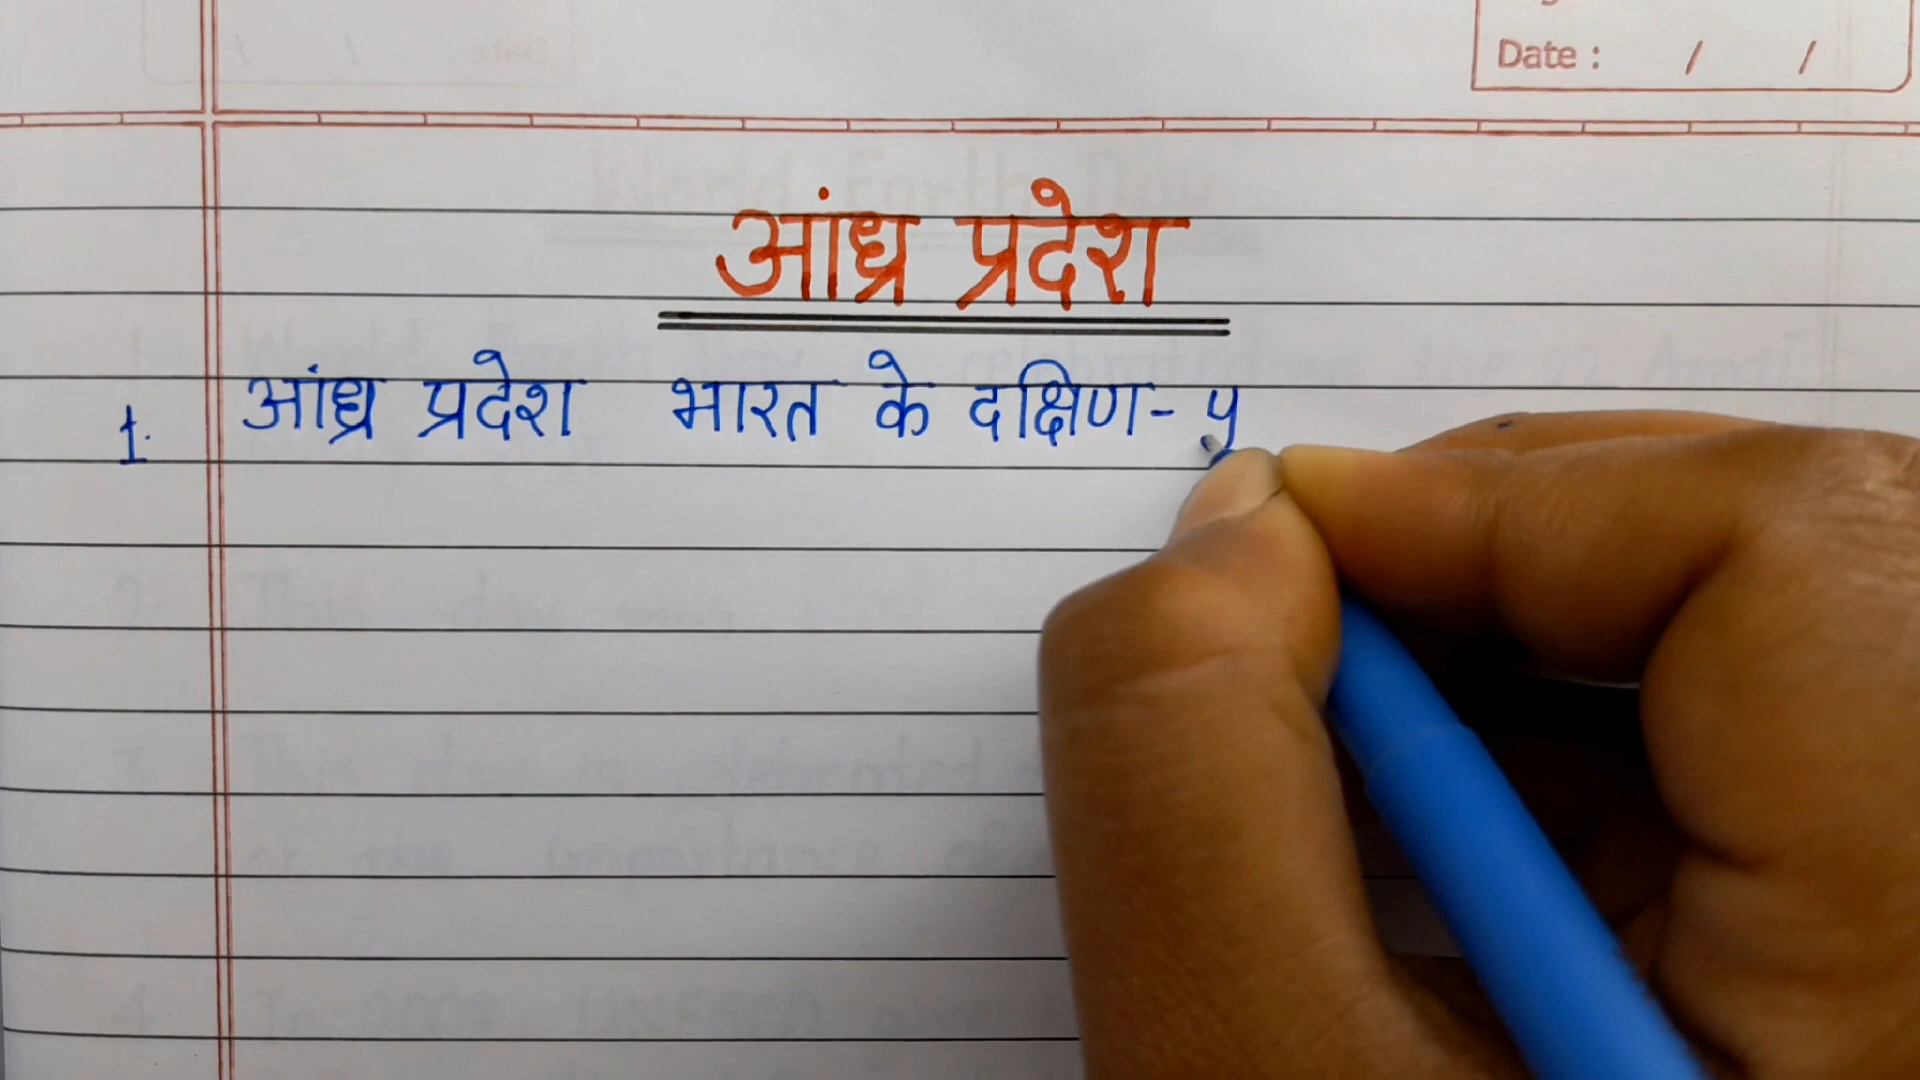 Date : / /
आंध्र प्रदेश
1. आंध्र प्रदेश भारत के दक्षिण-